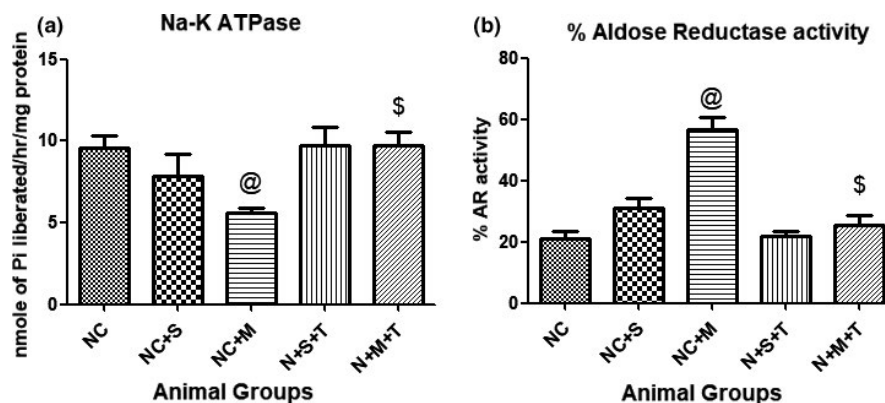 (a)
Na-K ATPase
nmole of Pi liberated/hr/mg protein
15
10
5
0
@
$
NC
NC+S
NC+M
N+S+T
N+M+T
Animal Groups
(b)
% Aldose Reductase activity
% AR activity
80
60
40
20
0
@
$
NC
NC+S
NC+M
N+S+T
N+M+T
Animal Groups